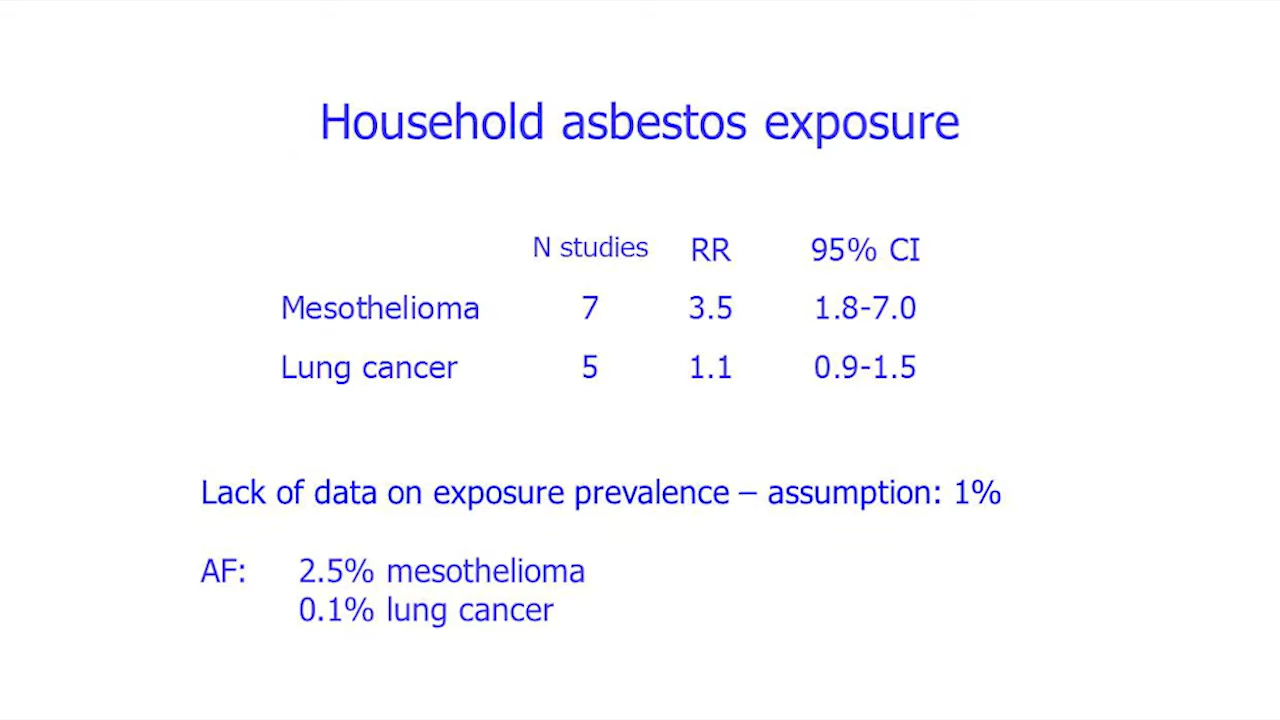 Household asbestos exposure
N studies RR 95% CI
Mesothelioma 7 3.5 1.8-7.0
Lung cancer 5 1.1 0.9-1.5
Lack of data on exposure prevalence – assumption: 1%
AF: 2.5% mesothelioma
0.1% lung cancer